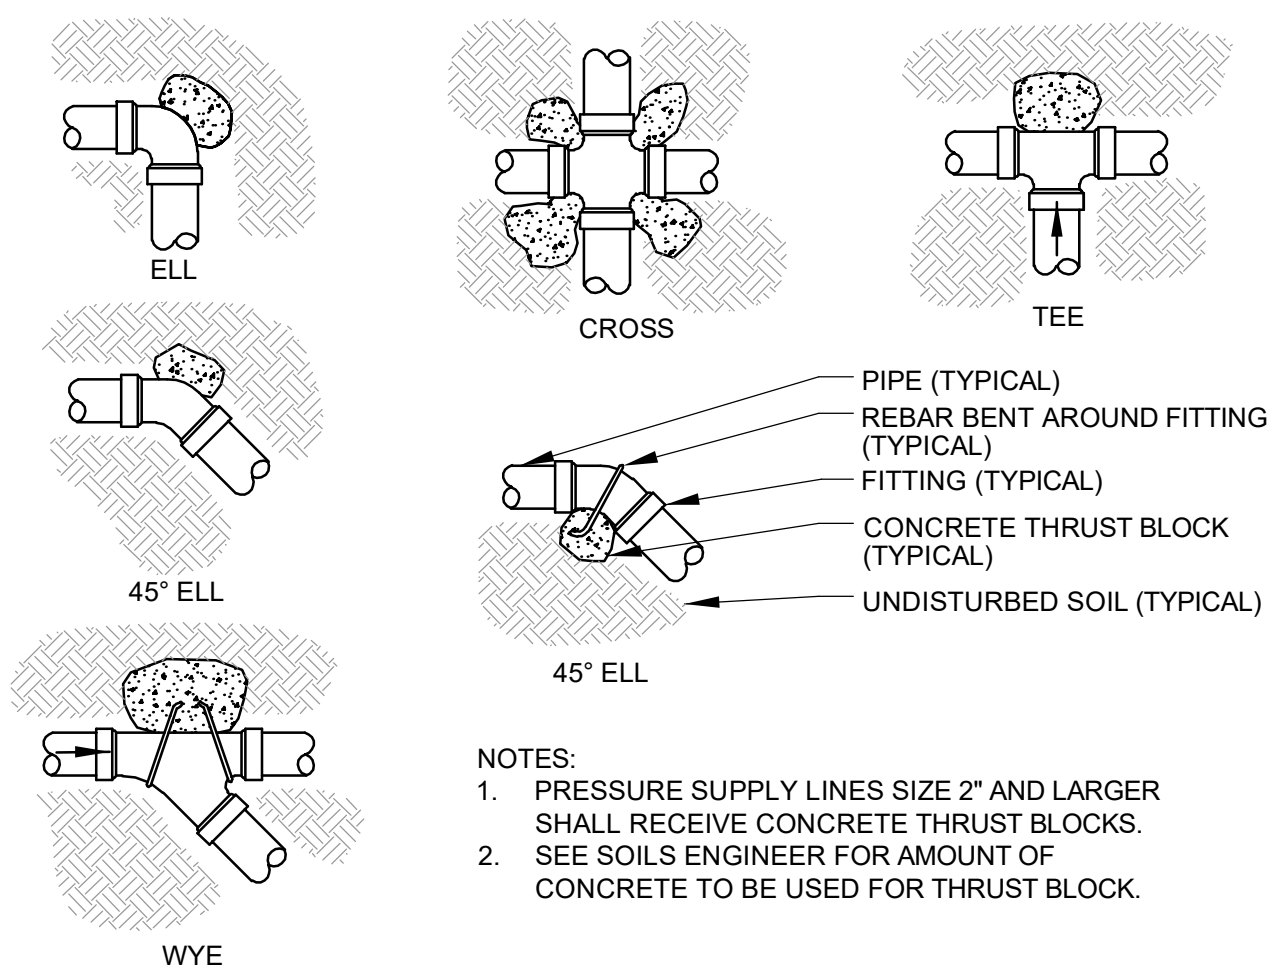 ELL
CROSS
TEE
PIPE (TYPICAL)
REBAR BENT AROUND FITTING
(TYPICAL)
FITTING (TYPICAL)
CONCRETE THRUST BLOCK
(TYPICAL)
UNDISTURBED SOIL (TYPICAL)
45° ELL
45° ELL
WYE
NOTES:
1. PRESSURE SUPPLY LINES SIZE 2" AND LARGER
SHALL RECEIVE CONCRETE THRUST BLOCKS.
2. SEE SOILS ENGINEER FOR AMOUNT OF
CONCRETE TO BE USED FOR THRUST BLOCK.